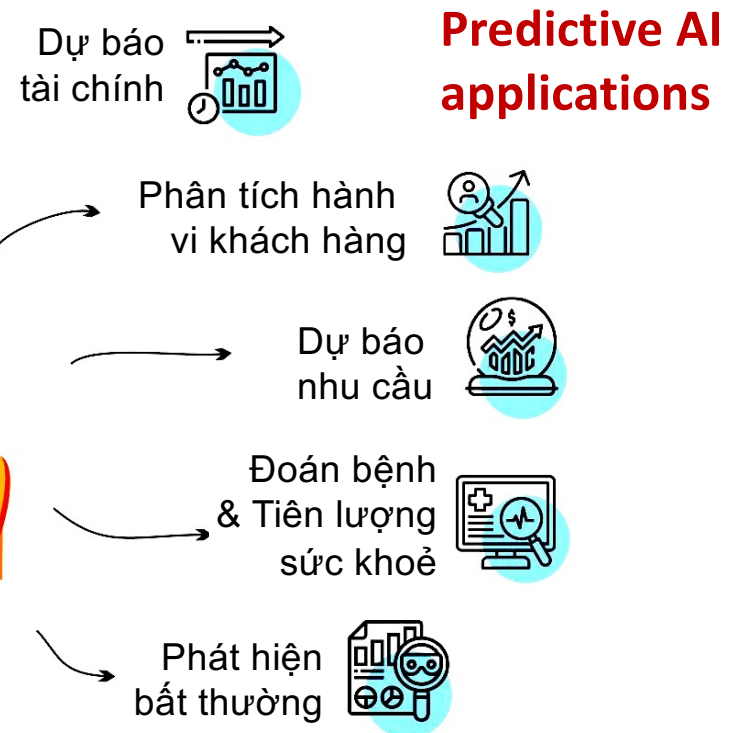 Predictive AI
applications
Dự báo
tài chính
Phân tích hành
vi khách hàng
Dự báo
nhu cầu
Đoán bệnh
& Tiên lượng
sức khoẻ
Phát hiện
bất thường